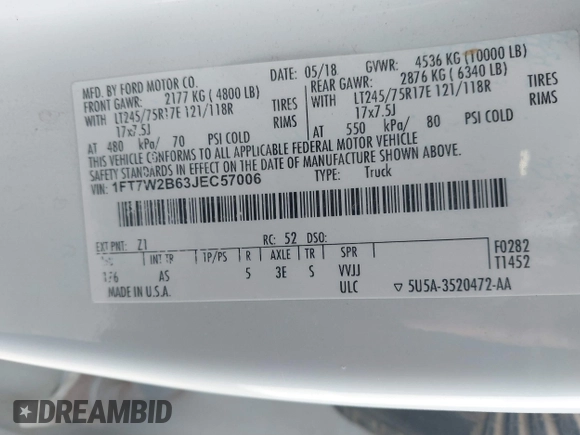 MFD. BY FORD MOTOR CO.
05/18 GVWR: 4536 KG (10000 LB)
FRONT GAWR: 2177 KG (4800 LB)
REAR GAWR: 2876 KG (6340 LB)
WITH LT245/75R17E 121/118R TIRES
WITH LT245/75R17E 121/118R TIRES
17x7.5J RIMS
17x7.5J RIMS
AT 480 kPa/ 70 PSI COLD
AT 550 kPa/ 80 PSI COLD
THIS VEHICLE CONFORMS TO ALL APPLICABLE FEDERAL MOTOR VEHICLE
SAFETY STANDARDS IN EFFECT ON THE DATE OF MANUFACTURE SHOWN ABOVE.
VIN: 1FT7W2B63JEC57006
TYPE: Truck
EXT PNT: Z1 RC: 52 DSO:
F0282
T1452
INT TR TP/PS R AXLE TR SPR
176 AS 5 3E S VVJJ
MADE IN U.S.A. ULC
▽ 5U5A-3520472-AA
DREAMBID